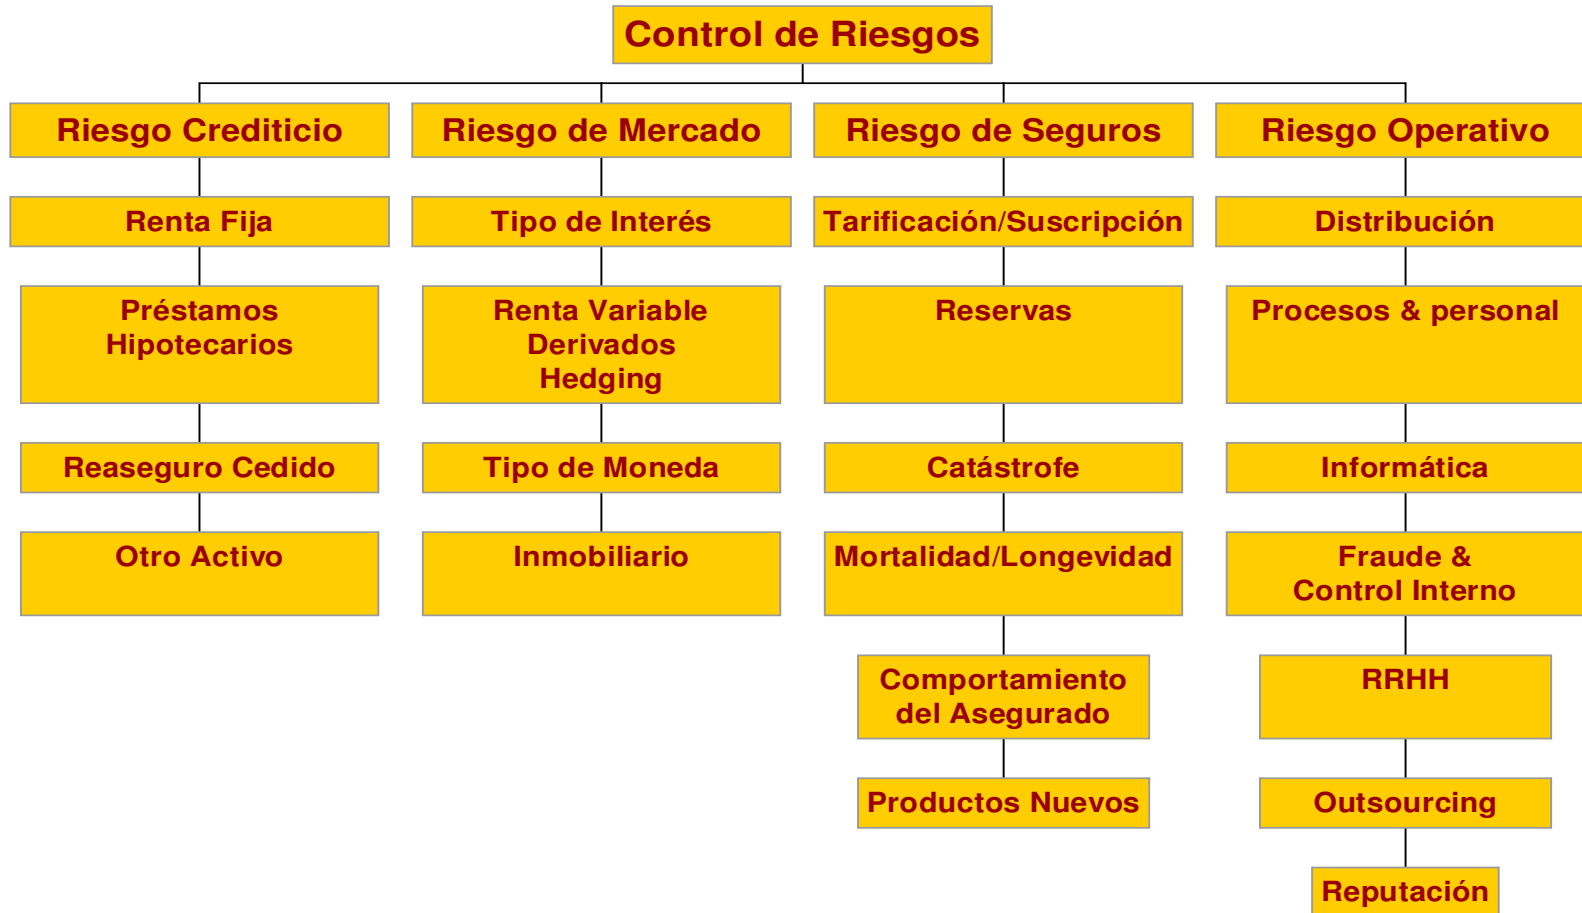 Control de Riesgos
Riesgo Crediticio
Riesgo de Mercado
Riesgo de Seguros
Riesgo Operativo
Renta Fija
Tipo de Interés
Tarificación/Suscripción
Distribución
Préstamos
Hipotecarios
Renta Variable
Derivados
Hedging
Reservas
Procesos & personal
Reaseguro Cedido
Tipo de Moneda
Catástrofe
Informática
Otro Activo
Inmobiliario
Mortalidad/Longevidad
Fraude &
Control Interno
Comportamiento
del Asegurado
RRHH
Productos Nuevos
Outsourcing
Reputación